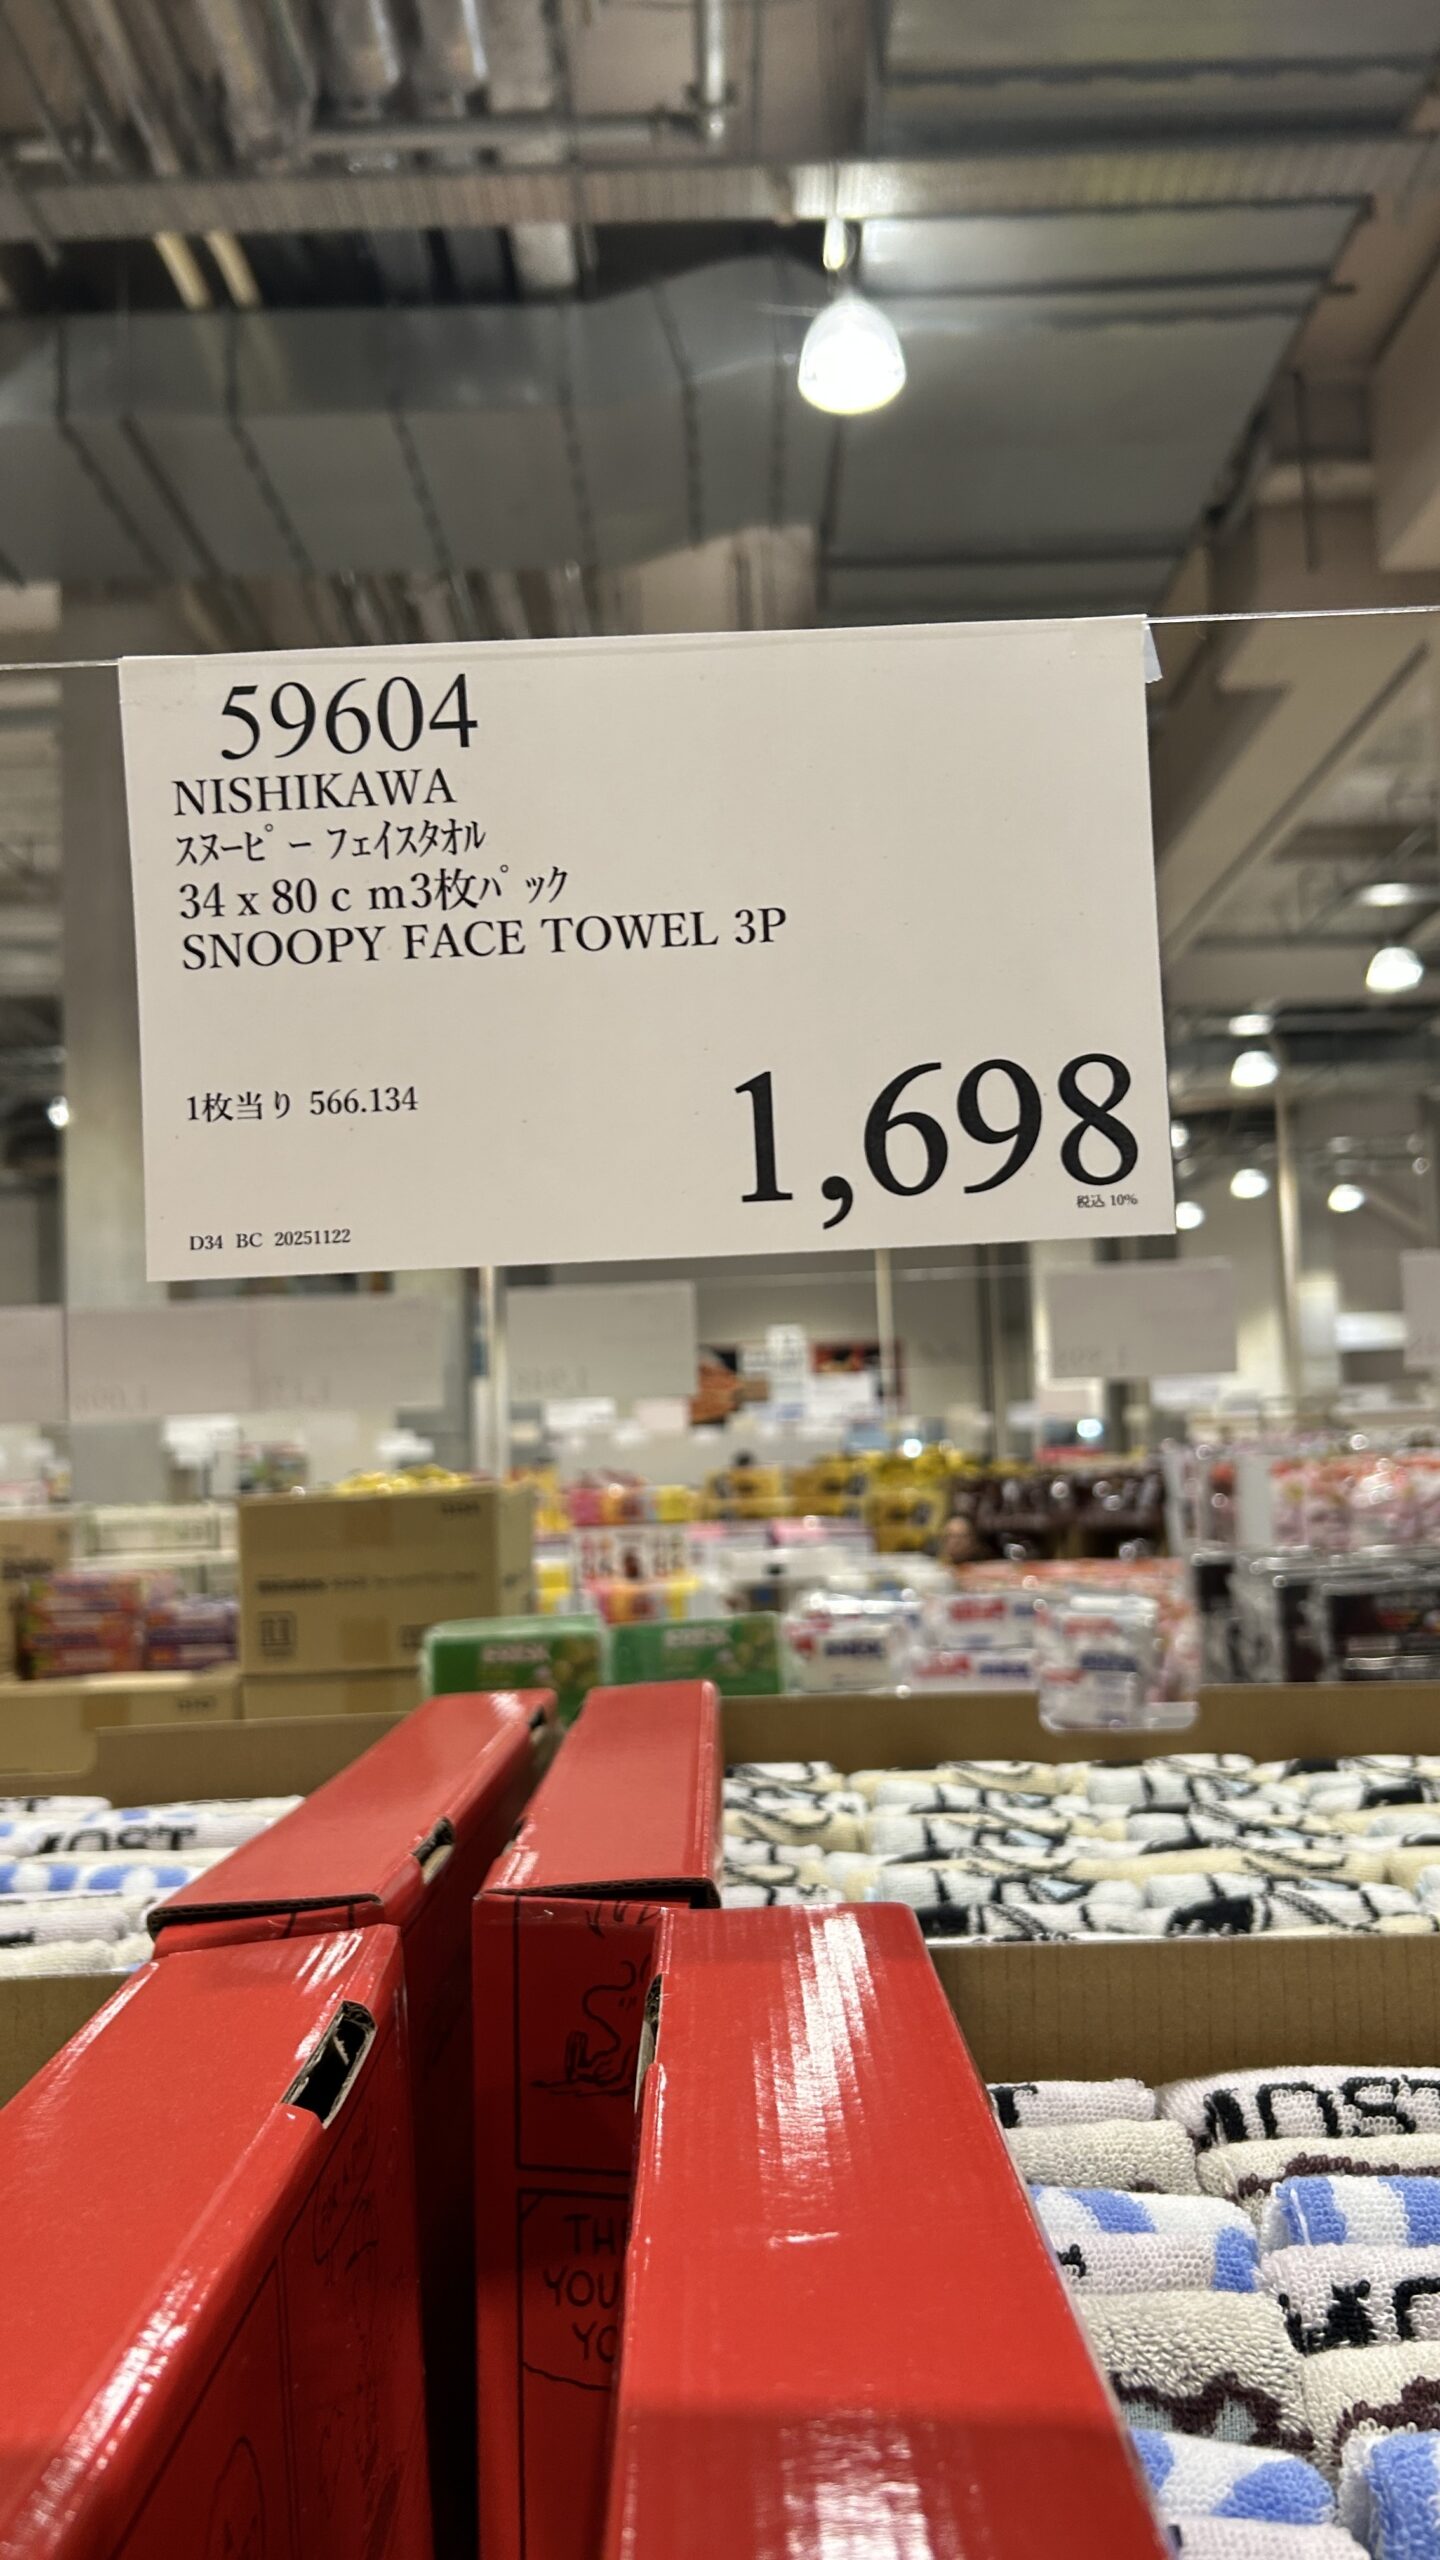 59604
NISHIKAWA
ｽﾇｰﾋﾟｰ ﾌｪｲｽﾀｵﾙ
34 x 80 c m3枚ﾊﾟｯｸ
SNOOPY FACE TOWEL 3P
1枚当り 566.134
1,698
税込 10%
D34 BC 20251122